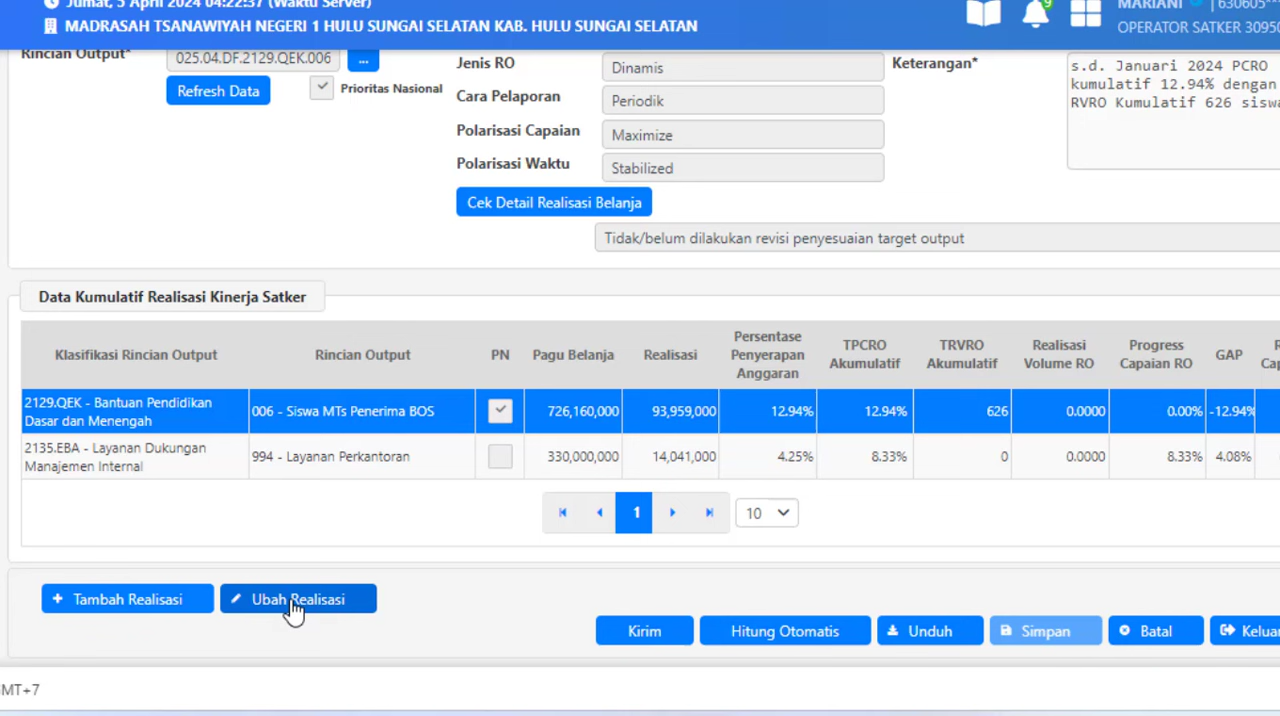 Jumat, 5 April 2024 04:22:37 (Waktu Server)
MADRASAH TSANAWIYAH NEGERI 1 HULU SUNGAI SELATAN KAB. HULU SUNGAI SELATAN
9
MARIANI | 630605**
OPERATOR SATKER 30950
Rincian Output*
025.04.DF.2129.QEK.006
...
Refresh Data
Prioritas Nasional
Jenis RO
Dinamis
Cara Pelaporan
Periodik
Polarisasi Capaian
Maximize
Polarisasi Waktu
Stabilized
Cek Detail Realisasi Belanja
Tidak/belum dilakukan revisi penyesuaian target output
Keterangan*
s.d. Januari 2024 PCRO
kumulatif 12.94% dengan
RVRO Kumulatif 626 sisw
Data Kumulatif Realisasi Kinerja Satker
Klasifikasi Rincian Output
Rincian Output
PN
Pagu Belanja
Realisasi
Persentase
Penyerapan
Anggaran
TPCRO
Akumulatif
TRVRO
Akumulatif
Realisasi
Volume RO
Progress
Capaian RO
GAP
2129.QEK - Bantuan Pendidikan
Dasar dan Menengah
006 - Siswa MTs Penerima BOS
726,160,000
93,959,000
12.94%
12.94%
626
0.0000
0.00%
-12.94%
2135.EBA - Layanan Dukungan
Manajemen Internal
994 - Layanan Perkantoran
330,000,000
14,041,000
4.25%
8.33%
0
0.0000
8.33%
4.08%
1
10
Tambah Realisasi
Ubah Realisasi
Kirim
Hitung Otomatis
Unduh
Simpan
Batal
Kelua
MT+7